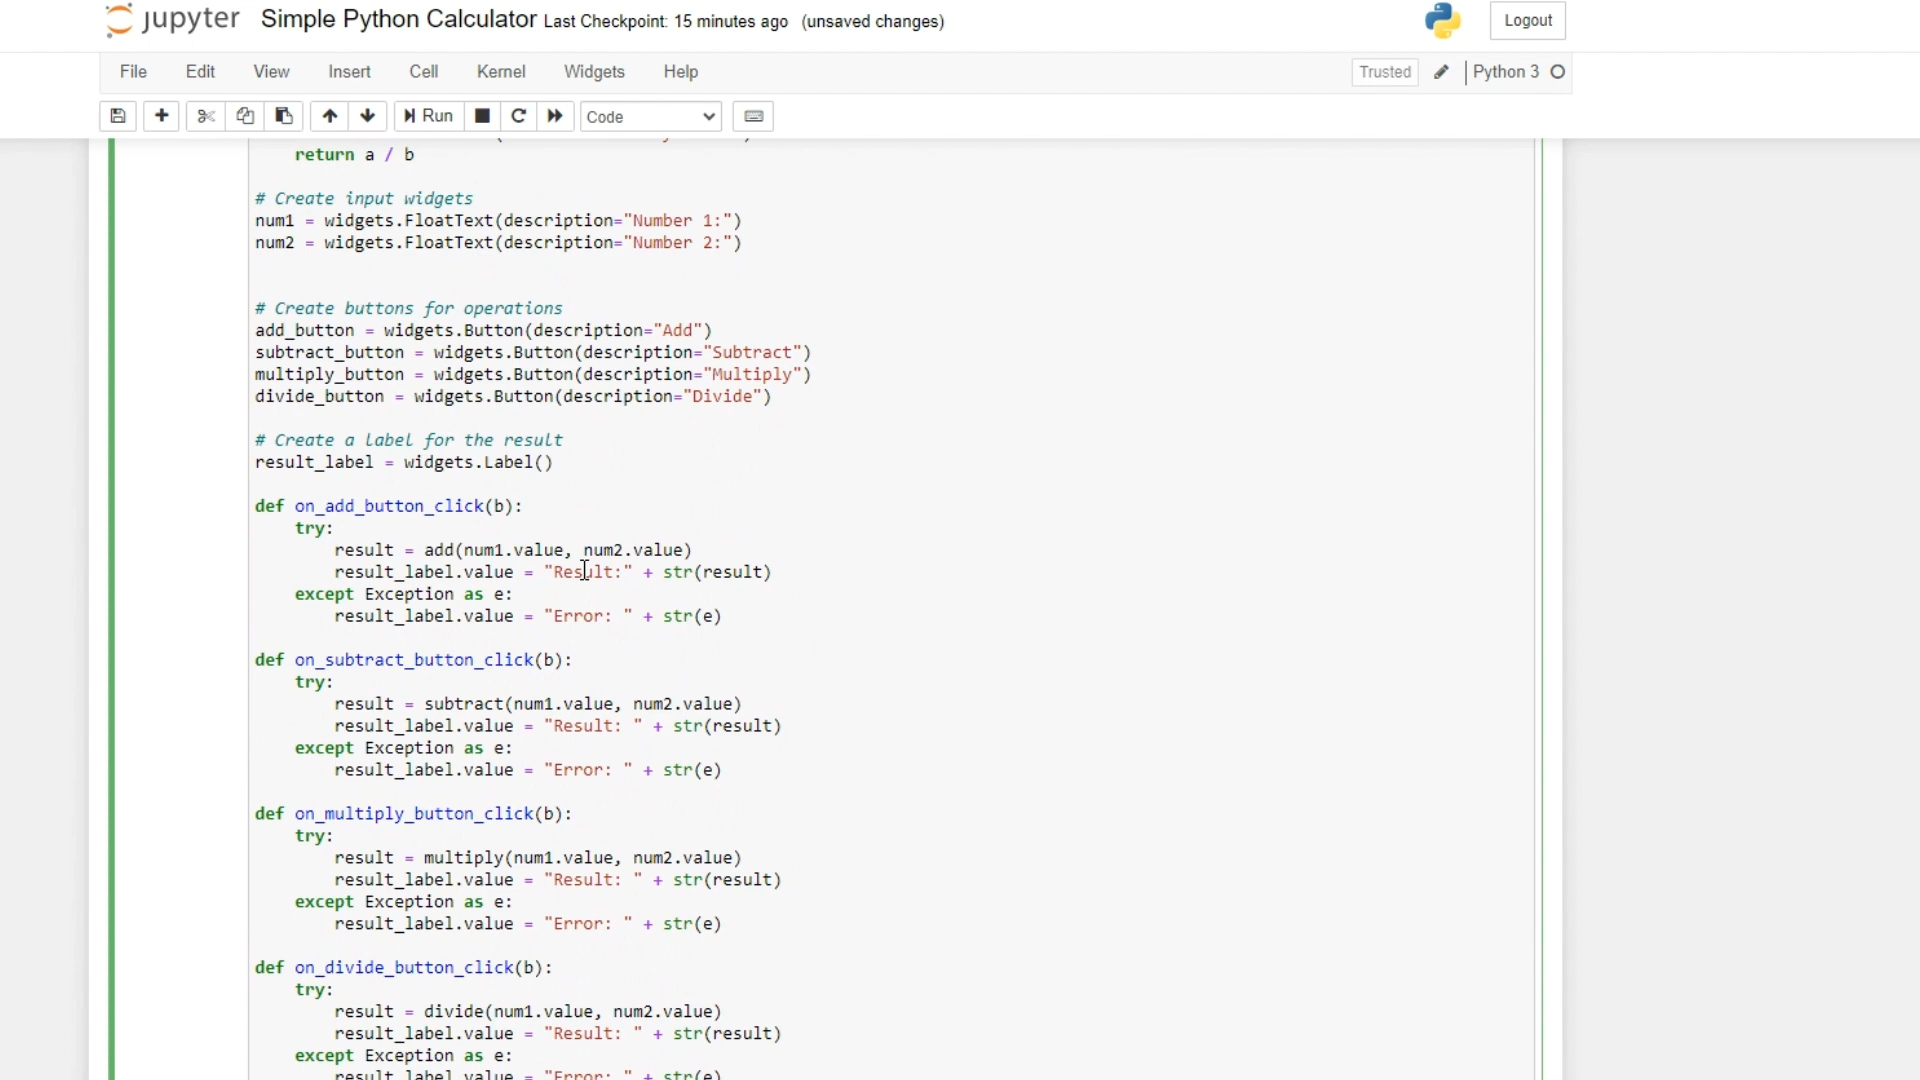 jupyter Simple Python Calculator Last Checkpoint: 15 minutes ago (unsaved changes) Logout
File Edit View Insert Cell Kernel Widgets Help Trusted Python 3
Run Code
return a / b
# Create input widgets
num1 = widgets.FloatText(description="Number 1:")
num2 = widgets.FloatText(description="Number 2:")
# Create buttons for operations
add_button = widgets.Button(description="Add")
subtract_button = widgets.Button(description="Subtract")
multiply_button = widgets.Button(description="Multiply")
divide_button = widgets.Button(description="Divide")
# Create a label for the result
result_label = widgets.Label()
def on_add_button_click(b):
try:
result = add(num1.value, num2.value)
result_label.value = "Result:" + str(result)
except Exception as e:
result_label.value = "Error: " + str(e)
def on_subtract_button_click(b):
try:
result = subtract(num1.value, num2.value)
result_label.value = "Result: " + str(result)
except Exception as e:
result_label.value = "Error: " + str(e)
def on_multiply_button_click(b):
try:
result = multiply(num1.value, num2.value)
result_label.value = "Result: " + str(result)
except Exception as e:
result_label.value = "Error: " + str(e)
def on_divide_button_click(b):
try:
result = divide(num1.value, num2.value)
result_label.value = "Result: " + str(result)
except Exception as e:
result_label.value = "Error: " + str(e)